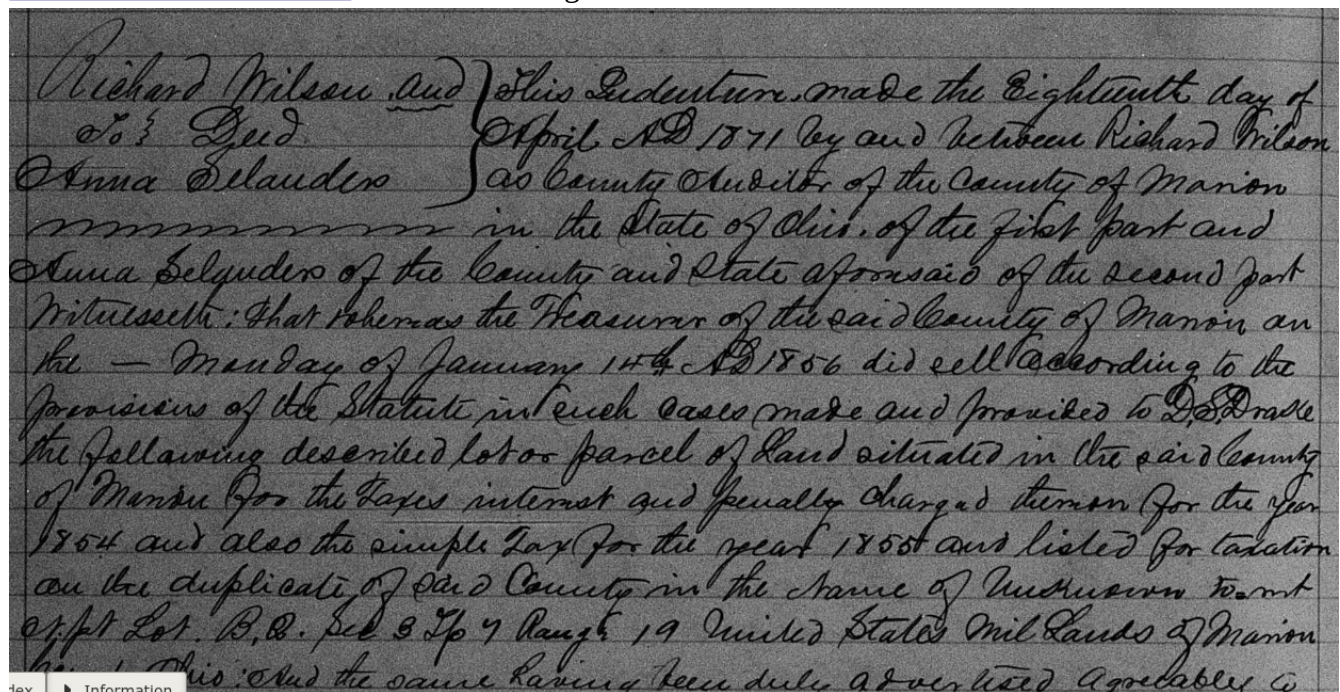 Richard Wilson and } This Indenture. made the Eighteenth day of
To } Deed. April AD 1871 by and between Richard Wilson
Anna Selanders as County Auditor of the County of Marion
in the State of Ohio. of the first part and
Anna Selanders of the County and State aforesaid of the second part
Witnesseth: That whereas the Treasurer of the said County of Marion on
the — Monday of January 14th AD 1856 did sell according to the
provisions of the Statute in such cases made and provided to D.S. Drake
the following described lot or parcel of Land situated in the said County
of Marion for the Taxes interest and penalty charged thereon for the year
1854 and also the simple Tax for the year 1855 and listed for taxation
on the duplicate of said County in the Name of Unknown to-wit
pt Lot. B.2. Sec 3 Tp 7 Range 19 United States Mil Lands of Marion
Ohio: And the same having been duly advertised agreeably
dex Information